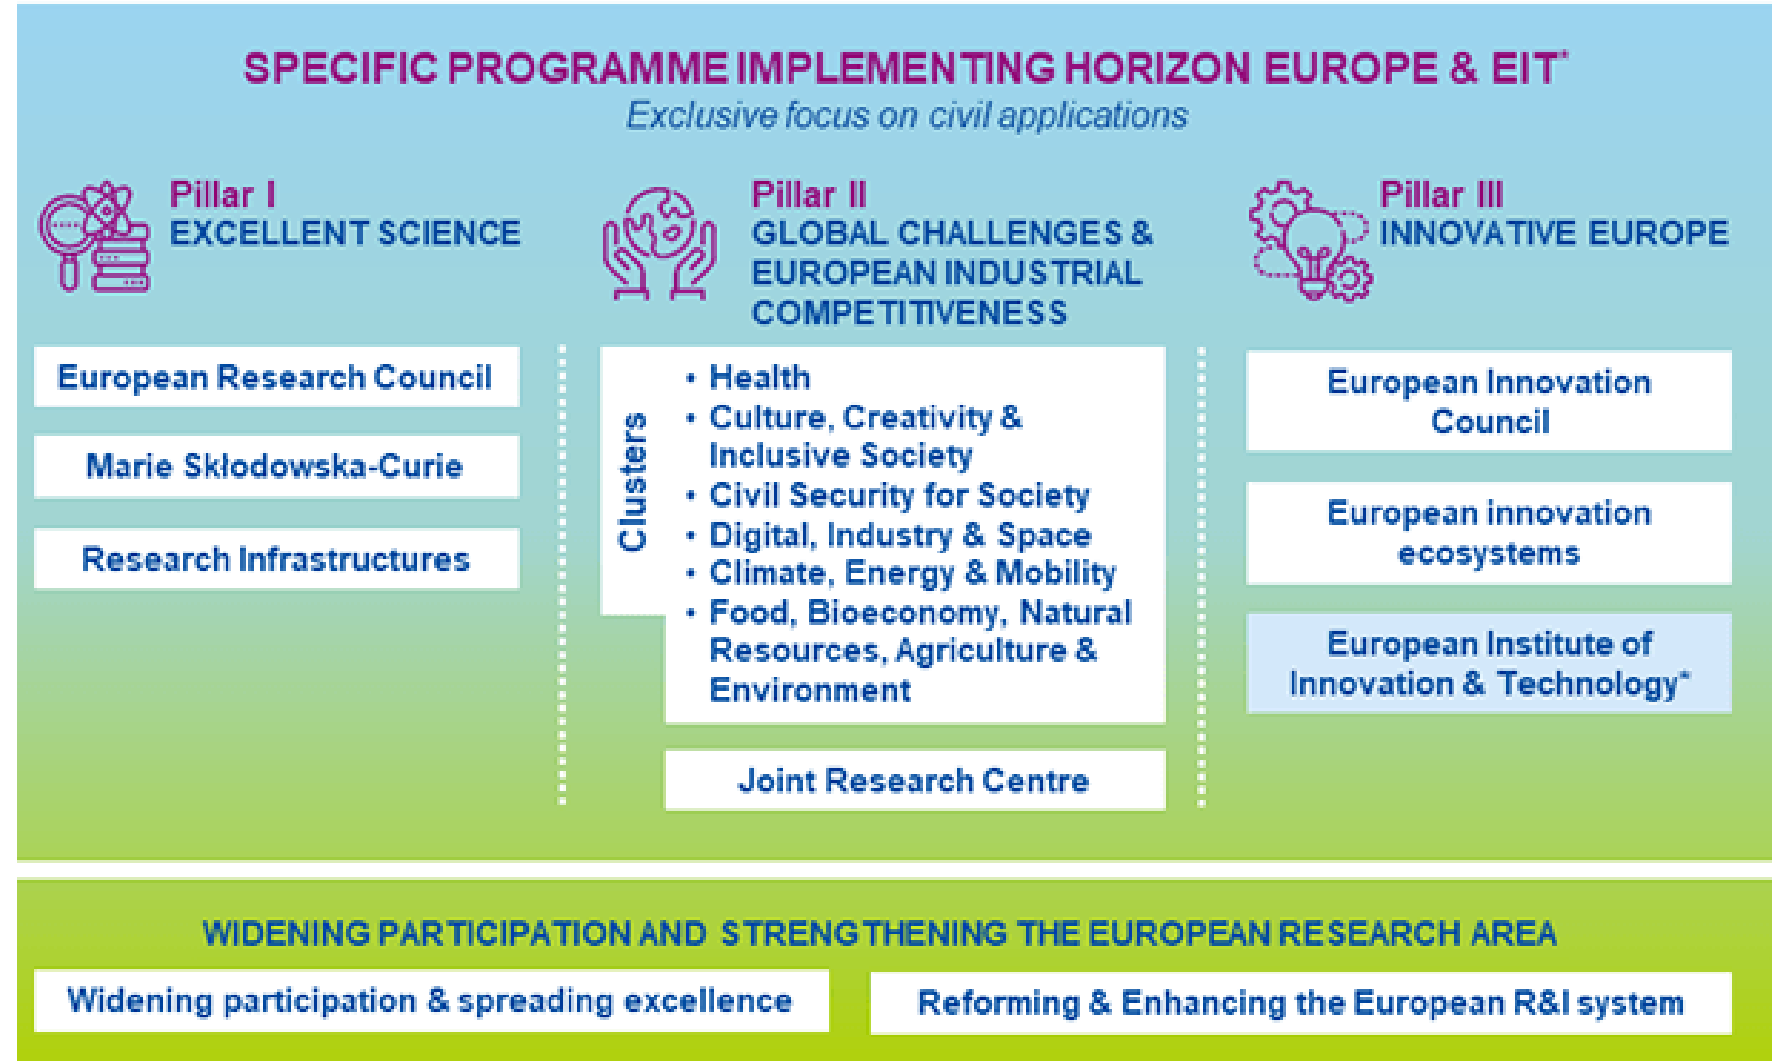 SPECIFIC PROGRAMME IMPLEMENTING HORIZON EUROPE & EIT*
Exclusive focus on civil applications
Pillar I
EXCELLENT SCIENCE
European Research Council
Marie Skłodowska-Curie
Research Infrastructures
Pillar II
GLOBAL CHALLENGES &
EUROPEAN INDUSTRIAL
COMPETITIVENESS
Clusters
• Health
• Culture, Creativity &
Inclusive Society
• Civil Security for Society
• Digital, Industry & Space
• Climate, Energy & Mobility
• Food, Bioeconomy, Natural
Resources, Agriculture &
Environment
Joint Research Centre
Pillar III
INNOVATIVE EUROPE
European Innovation
Council
European innovation
ecosystems
European Institute of
Innovation & Technology*
WIDENING PARTICIPATION AND STRENGTHENING THE EUROPEAN RESEARCH AREA
Widening participation & spreading excellence
Reforming & Enhancing the European R&I system